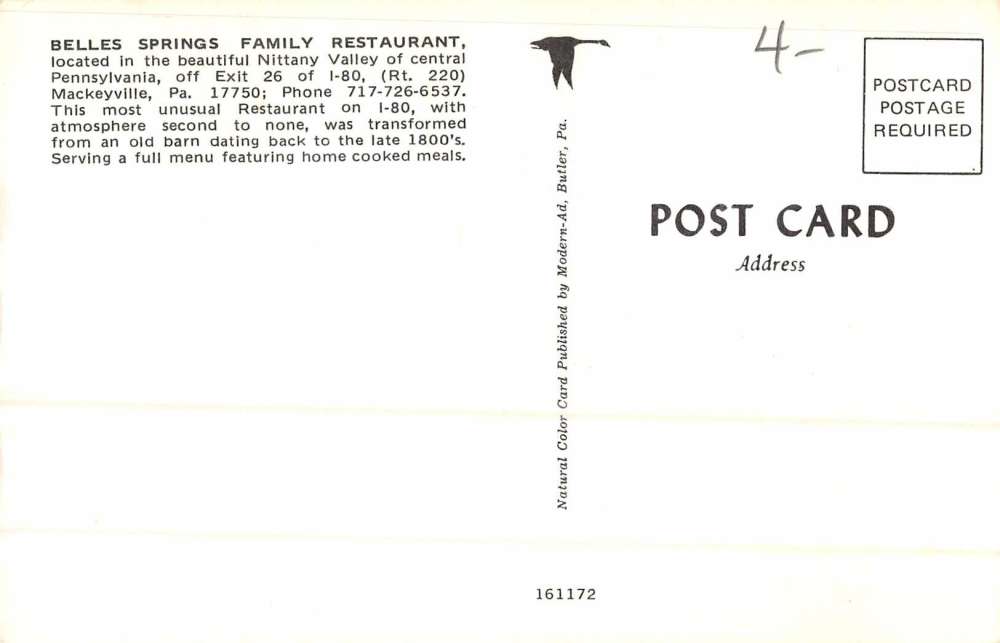 BELLES SPRINGS FAMILY RESTAURANT,
located in the beautiful Nittany Valley of central
Pennsylvania, off Exit 26 of I-80, (Rt. 220)
Mackeyville, Pa. 17750; Phone 717-726-6537.
This most unusual Restaurant on I-80, with
atmosphere second to none, was transformed
from an old barn dating back to the late 1800's.
Serving a full menu featuring home cooked meals.
Natural Color Card Published by Modern-Ad, Butler, Pa.
4-
POSTCARD
POSTAGE
REQUIRED
POST CARD
Address
161172